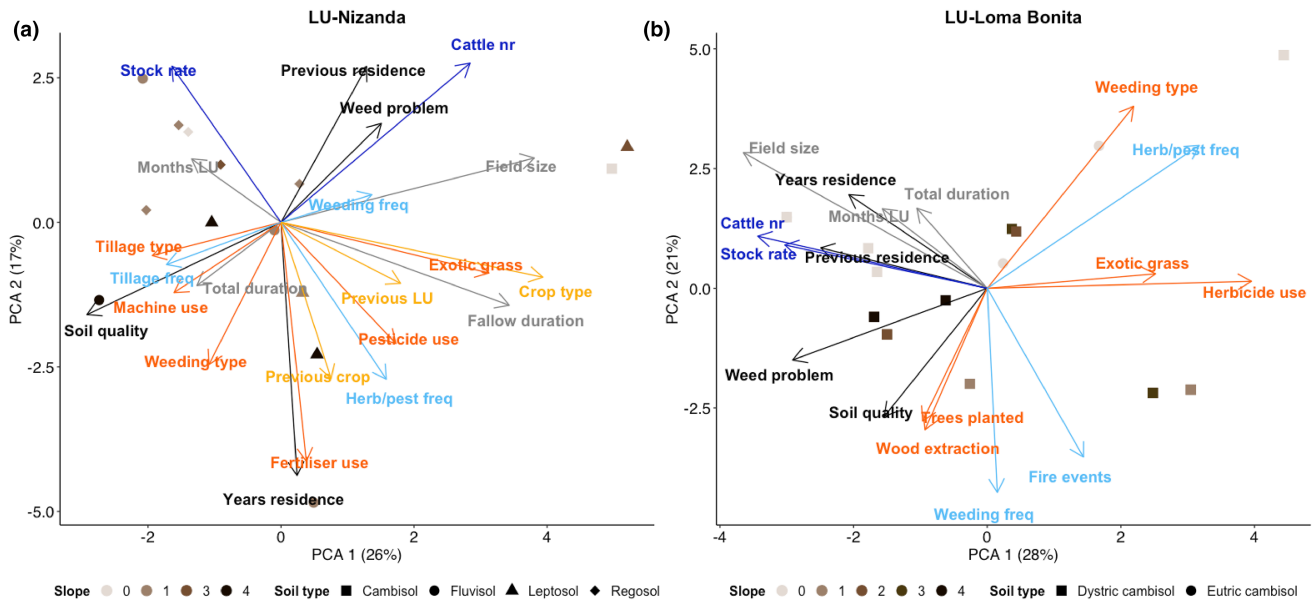 LU-Nizanda
(a)
Cattle nr
Stock rate
Previous residence
2.5
Weed problem
Months LU
Field size
Weeding freq
0.0
Tillage type
Exotic grass
Tillage freq
Total duration
Previous LU
Crop type
Machine use
Fallow duration
Soil quality
Pesticide use
Weeding type
-2.5
Previous crop
Herb/pest freq
Fertiliser use
Years residence
-5.0
PCA 2 (17%)
-2 0 2 4
PCA 1 (26%)
Slope 0 1 3 4 Soil type Cambisol Fluvisol Leptosol Regosol
LU-Loma Bonita
(b)
5.0
Weeding type
Field size
Herb/pest freq
2.5
Years residence
Total duration
Months LU
Cattle nr
Stock rate
Previous residence
Exotic grass
0.0
Herbicide use
Weed problem
-2.5
Soil quality
Trees planted
Wood extraction
Fire events
Weeding freq
PCA 2 (21%)
-4 -2 0 2 4
PCA 1 (28%)
Slope 0 1 2 3 4 Soil type Dystric cambisol Eutric cambisol